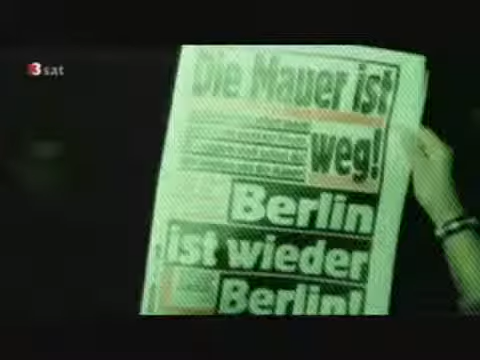 3sat
Die Mauer ist
weg!
Berlin
ist wieder
Berlin!